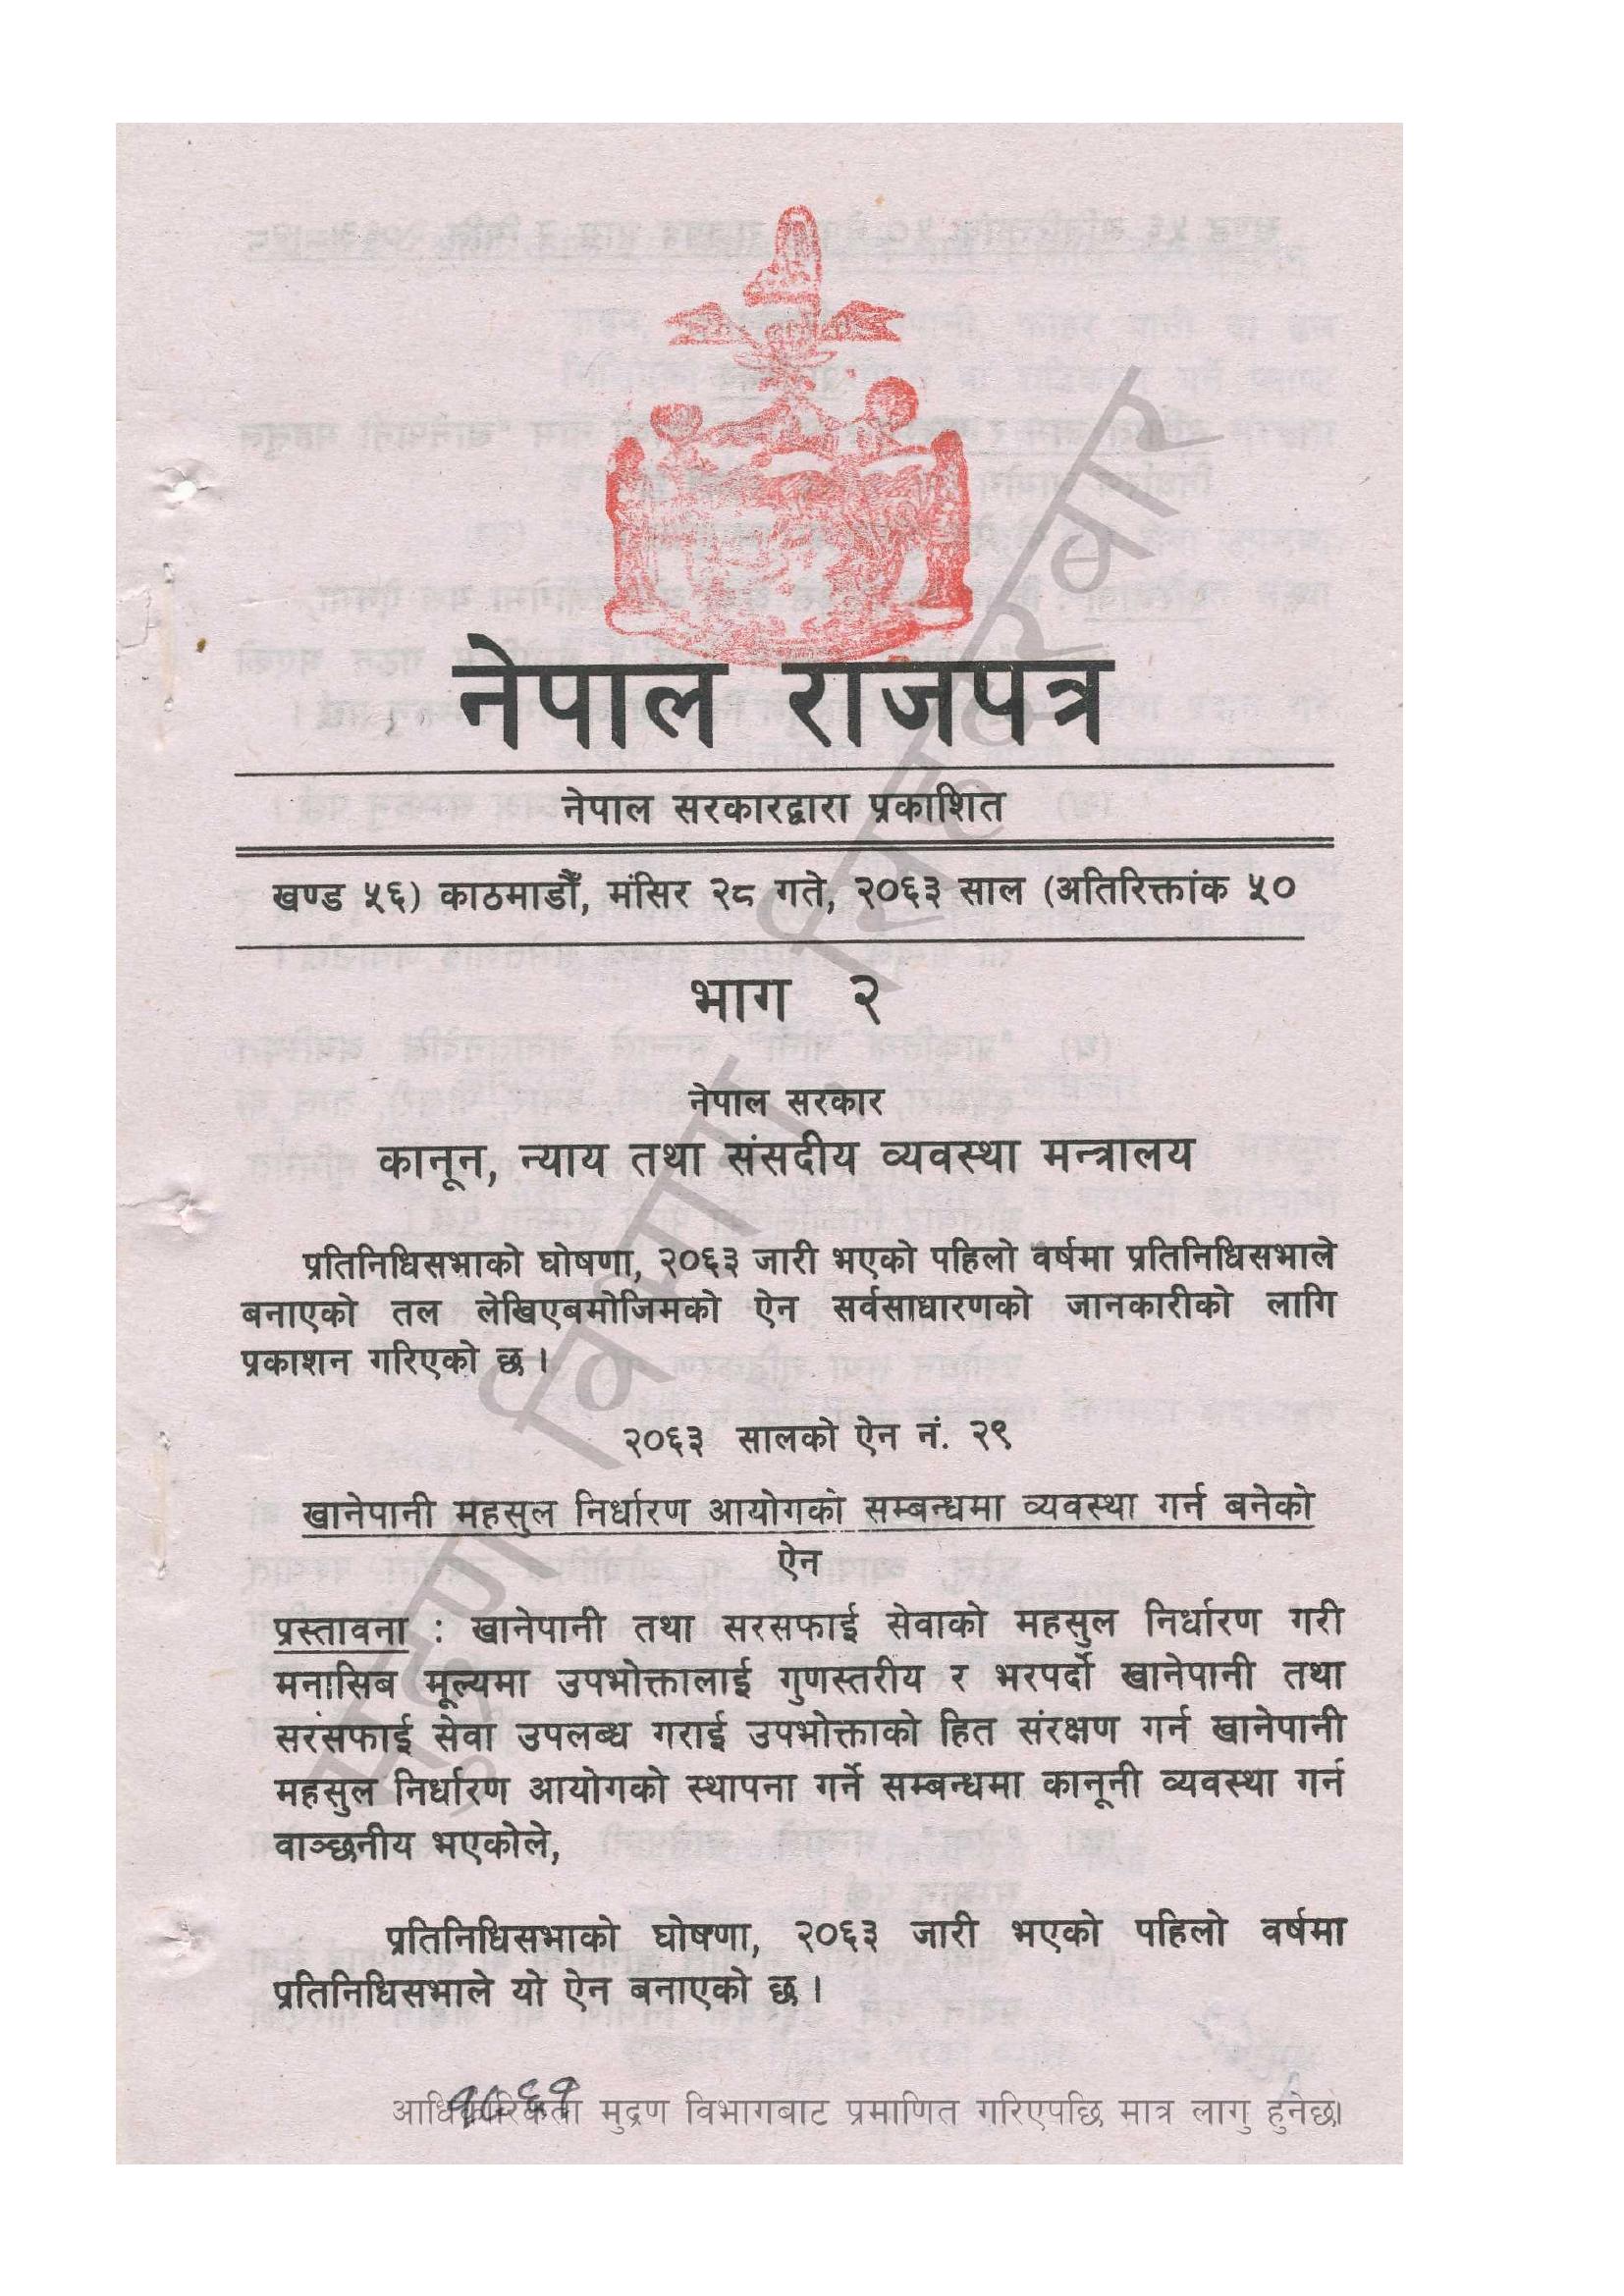 नेपाल राजपत्र
नेपाल सरकारद्वारा प्रकाशित
खण्ड ५६) काठमाडौँ, मंसिर २८ गते, २०६३ साल (अतिरिक्तांक ५०
भाग २
नेपाल सरकार
कानून, न्याय तथा संसदीय व्यवस्था मन्त्रालय
प्रतिनिधिसभाको घोषणा, २०६३ जारी भएको पहिलो वर्षमा प्रतिनिधिसभाले
बनाएको तल लेखिएबमोजिमको ऐन सर्वसाधारणको जानकारीको लागि
प्रकाशन गरिएको छ ।
२०६३ सालको ऐन नं. २९
खानेपानी महसुल निर्धारण आयोगको सम्बन्धमा व्यवस्था गर्न बनेको
ऐन
प्रस्तावना : खानेपानी तथा सरसफाई सेवाको महसुल निर्धारण गरी
मनासिब मूल्यमा उपभोक्तालाई गुणस्तरीय र भरपर्दो खानेपानी तथा
सरसफाई सेवा उपलब्ध गराई उपभोक्ताको हित संरक्षण गर्न खानेपानी
महसुल निर्धारण आयोगको स्थापना गर्ने सम्बन्धमा कानूनी व्यवस्था गर्न
वाञ्छनीय भएकोले,
प्रतिनिधिसभाको घोषणा, २०६३ जारी भएको पहिलो वर्षमा
प्रतिनिधिसभाले यो ऐन बनाएको छ ।
आधिकारिकता मुद्रण विभागबाट प्रमाणित गरिएपछि मात्र लागु हुनेछ।
मुद्रण विभाग, सिंहदरवार